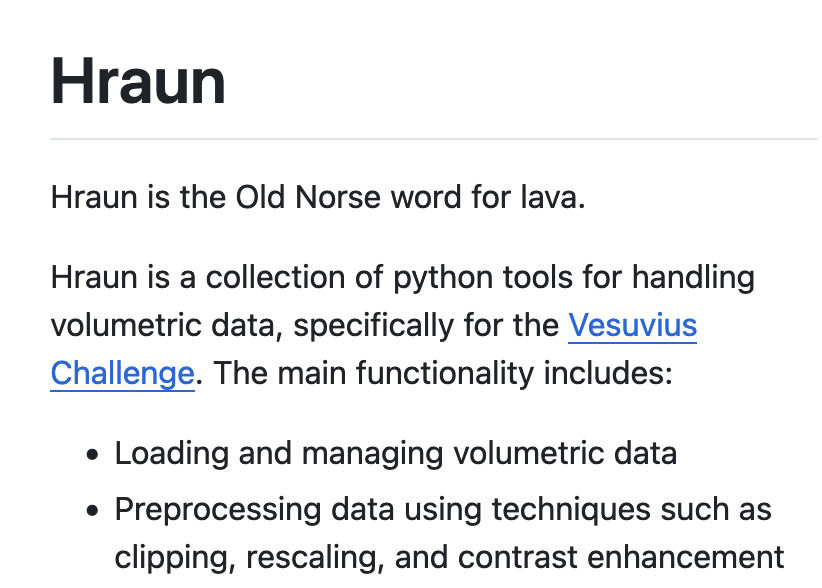 Hraun
Hraun is the Old Norse word for lava.
Hraun is a collection of python tools for handling
volumetric data, specifically for the Vesuvius
Challenge. The main functionality includes:
• Loading and managing volumetric data
• Preprocessing data using techniques such as
clipping, rescaling, and contrast enhancement